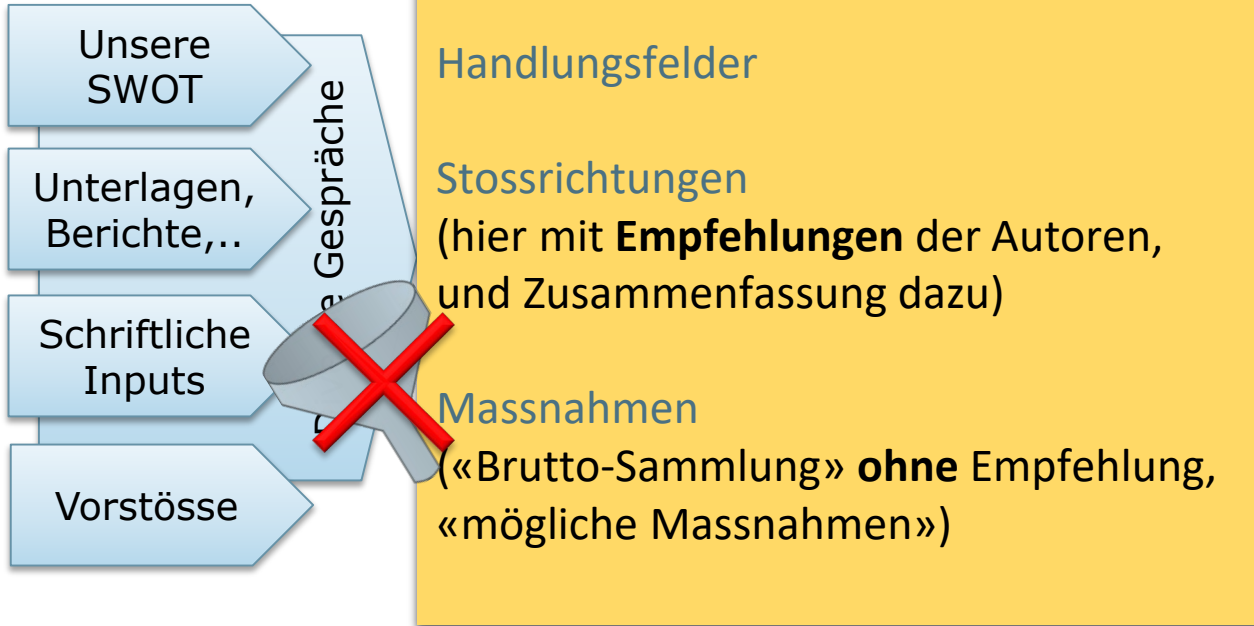 Unsere
SWOT
Unterlagen,
Berichte,..
Schriftliche
Inputs
Vorstösse
Gespräche
Handlungsfelder
Stossrichtungen
(hier mit Empfehlungen der Autoren,
und Zusammenfassung dazu)
Massnahmen
(«Brutto-Sammlung» ohne Empfehlung,
«mögliche Massnahmen»)